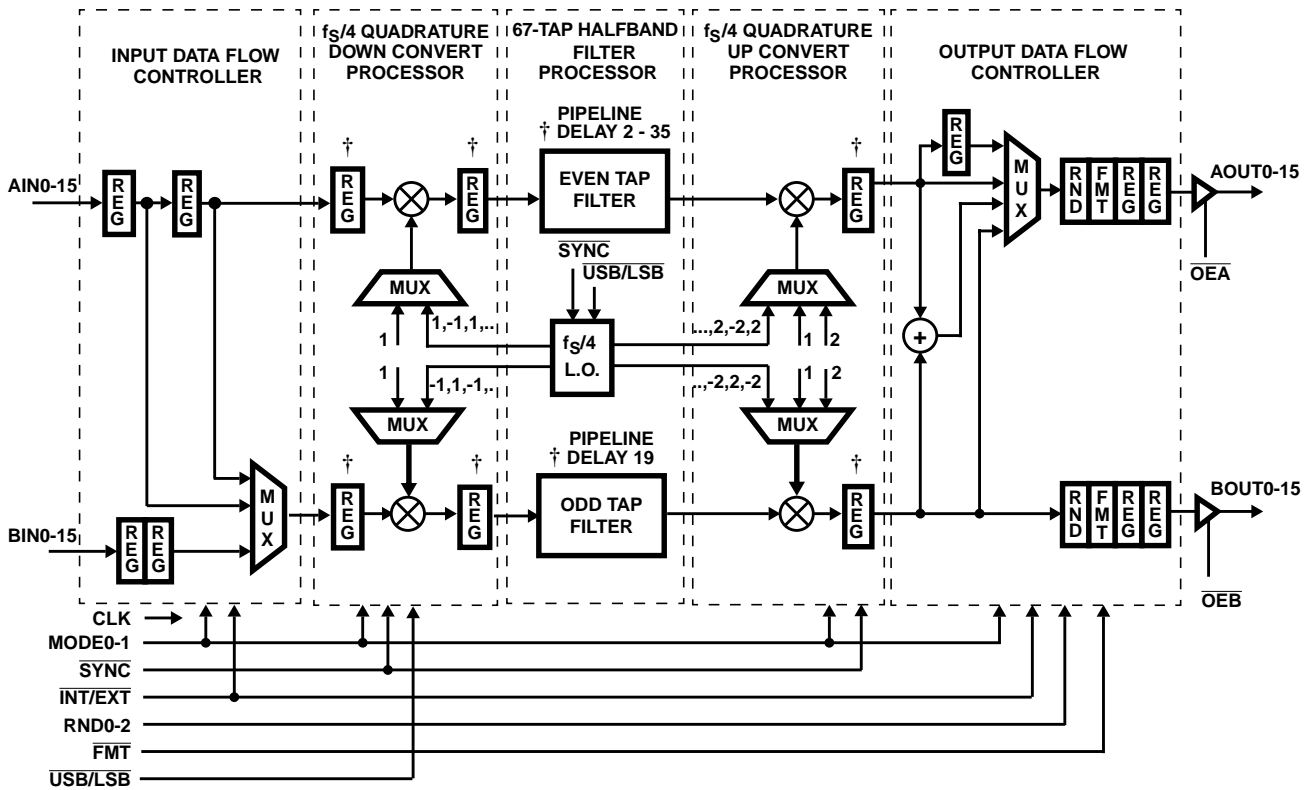 INPUT DATA FLOW
CONTROLLER
fS/4 QUADRATURE
DOWN CONVERT
PROCESSOR
67-TAP HALFBAND
FILTER
PROCESSOR
fS/4 QUADRATURE
UP CONVERT
PROCESSOR
OUTPUT DATA FLOW
CONTROLLER
PIPELINE
† DELAY 2 - 35
†
†
†
AIN0-15
REG
REG
REG
REG
EVEN TAP
FILTER
REG
REG
MUX
RND
FMT
REG
REG
AOUT0-15
OEA
SYNC
USB/LSB
MUX
MUX
1
1,-1,1,..
fS/4
L.O.
...,2,-2,2
1
2
+
1
-1,1,-1,.
..,-2,2,-2
1
2
MUX
MUX
PIPELINE
† DELAY 19
†
†
†
BIN0-15
REG
REG
MUX
REG
REG
ODD TAP
FILTER
REG
RND
FMT
REG
REG
BOUT0-15
OEB
CLK
MODE0-1
SYNC
INT/EXT
RND0-2
FMT
USB/LSB